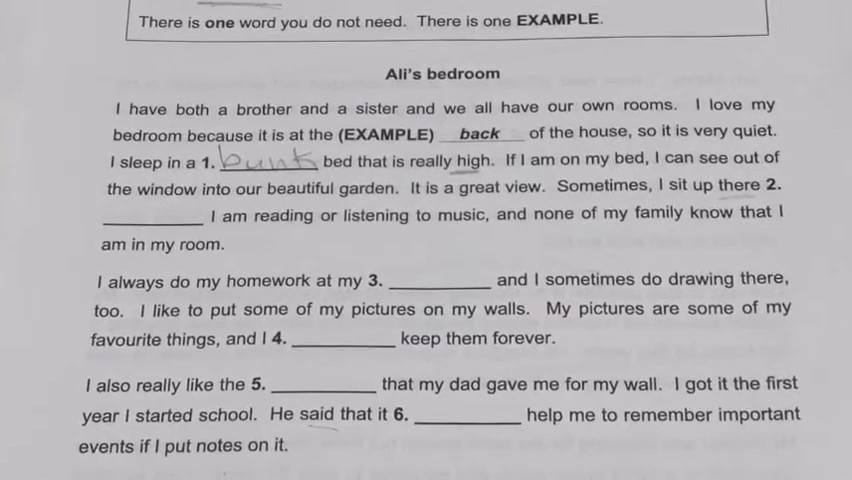 There is one word you do not need. There is one EXAMPLE.
Ali's bedroom
I have both a brother and a sister and we all have our own rooms. I love my
bedroom because it is at the (EXAMPLE) back of the house, so it is very quiet.
I sleep in a 1. bunk bed that is really high. If I am on my bed, I can see out of
the window into our beautiful garden. It is a great view. Sometimes, I sit up there 2.
__________ I am reading or listening to music, and none of my family know that I
am in my room.
I always do my homework at my 3. __________ and I sometimes do drawing there,
too. I like to put some of my pictures on my walls. My pictures are some of my
favourite things, and I 4. __________ keep them forever.
I also really like the 5. __________ that my dad gave me for my wall. I got it the first
year I started school. He said that it 6. __________ help me to remember important
events if I put notes on it.